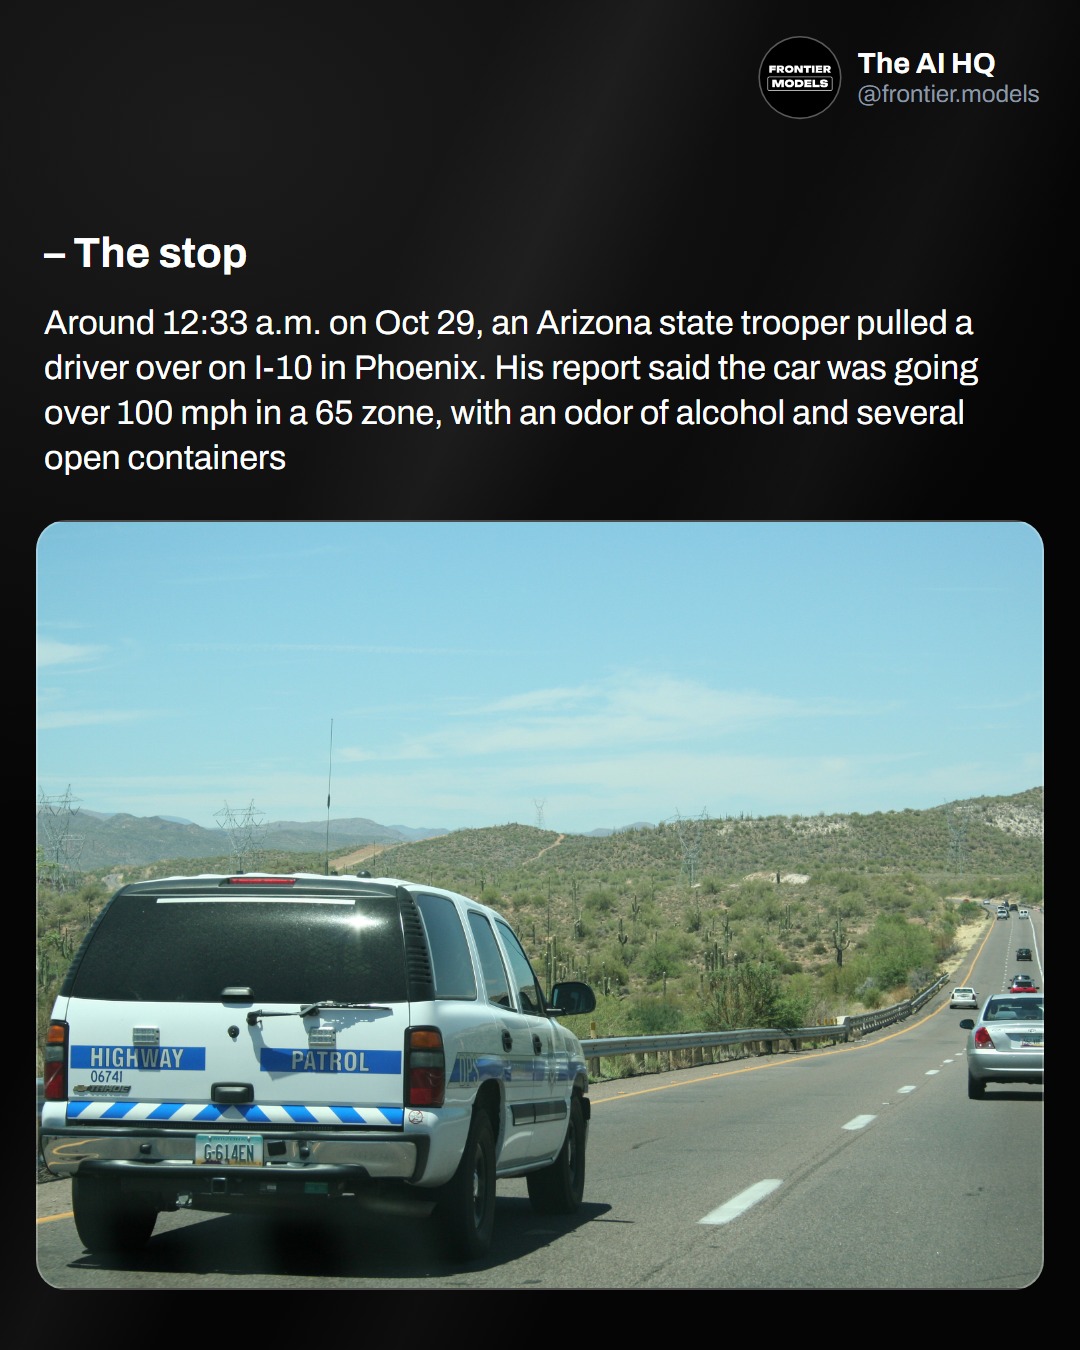 FRONTIER
MODELS
The AI HQ
@frontier.models
– The stop
Around 12:33 a.m. on Oct 29, an Arizona state trooper pulled a
driver over on I-10 in Phoenix. His report said the car was going
over 100 mph in a 65 zone, with an odor of alcohol and several
open containers
HIGHWAY PATROL
06741
G-614EN